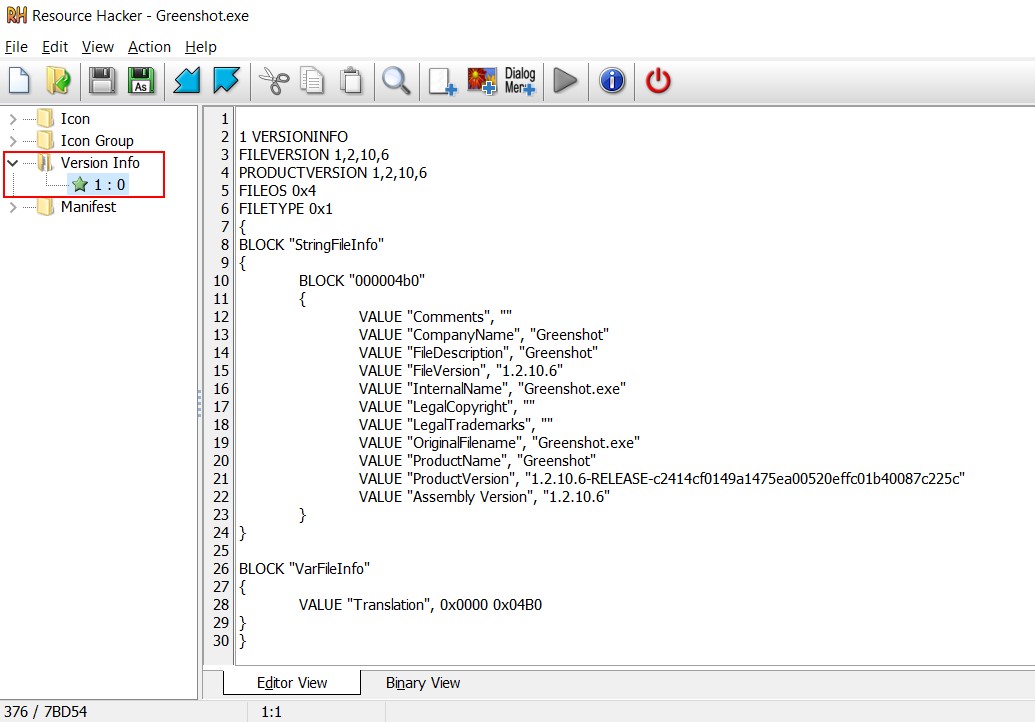 Resource Hacker - Greenshot.exe
File Edit View Action Help
As
Dialog
Mer
Icon
Icon Group
Version Info
1 : 0
Manifest
1
2 1 VERSIONINFO
3 FILEVERSION 1,2,10,6
4 PRODUCTVERSION 1,2,10,6
5 FILEOS 0x4
6 FILETYPE 0x1
7 {
8 BLOCK "StringFileInfo"
9 {
10 BLOCK "000004b0"
11 {
12 VALUE "Comments", ""
13 VALUE "CompanyName", "Greenshot"
14 VALUE "FileDescription", "Greenshot"
15 VALUE "FileVersion", "1.2.10.6"
16 VALUE "InternalName", "Greenshot.exe"
17 VALUE "LegalCopyright", ""
18 VALUE "LegalTrademarks", ""
19 VALUE "OriginalFilename", "Greenshot.exe"
20 VALUE "ProductName", "Greenshot"
21 VALUE "ProductVersion", "1.2.10.6-RELEASE-c2414cf0149a1475ea00520effc01b40087c225c"
22 VALUE "Assembly Version", "1.2.10.6"
23 }
24 }
25
26 BLOCK "VarFileInfo"
27 {
28 VALUE "Translation", 0x0000 0x04B0
29 }
30 }
Editor View Binary View
376 / 7BD54 1:1